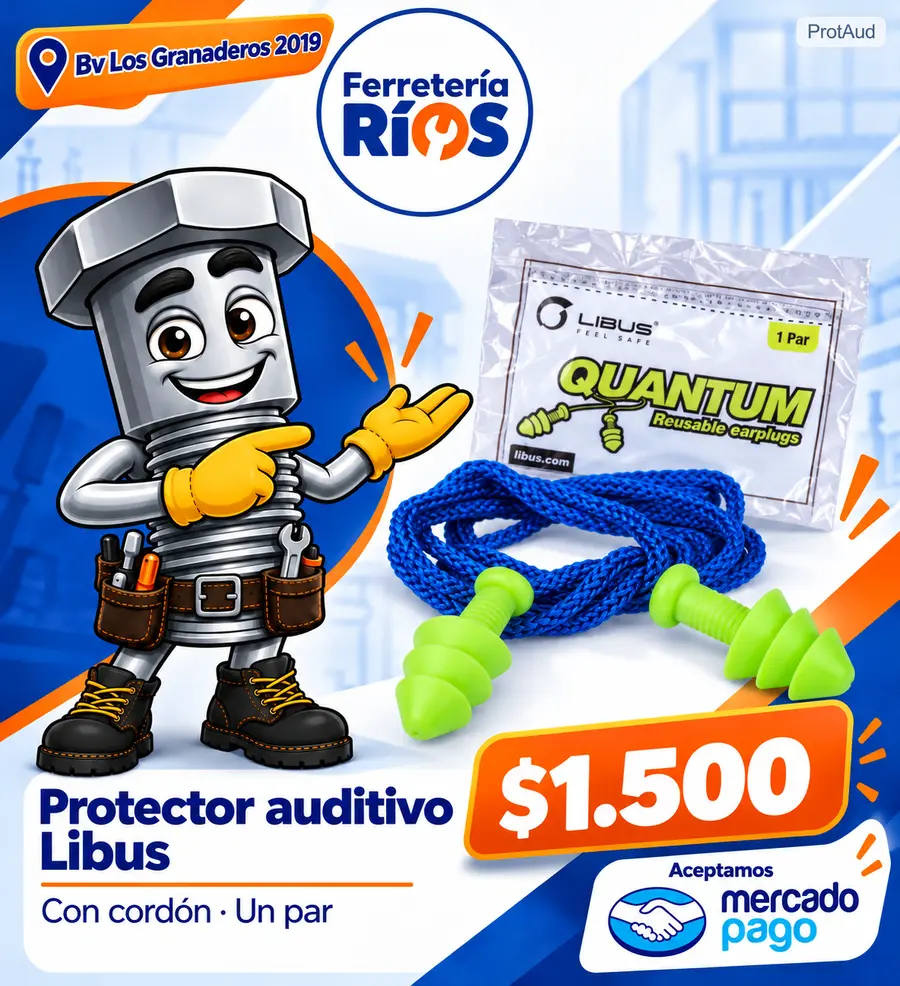 Bv Los Granaderos 2019
ProtAud
Ferretería
RÍOS
LIBUS®
FEEL SAFE
1 Par
QUANTUM
Reusable earplugs
libus.com
$1.500
Protector auditivo
Libus
Con cordón · Un par
Aceptamos
mercado
pago